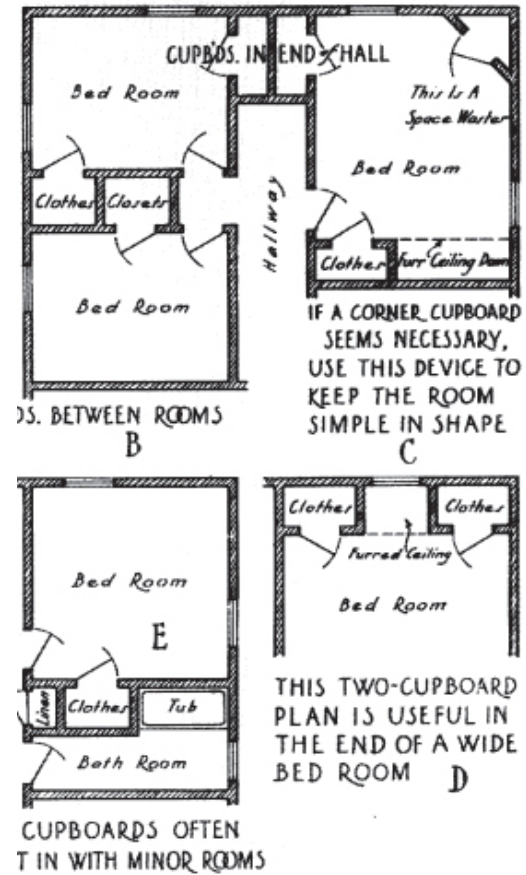 CUPB'DS. IN END of HALL
Bed Room
This Is A
Space Waster
Bed Room
Clothes Closets
Hallway
Clothes Furr Ceiling Down
Bed Room
IF A CORNER CUPBOARD
SEEMS NECESSARY,
USE THIS DEVICE TO
KEEP THE ROOM
SIMPLE IN SHAPE
C
DS. BETWEEN ROOMS
B
Clothes Clothes
Furred Ceiling
Bed Room
Bed Room
E
Linen Clothes Tub
Bath Room
THIS TWO-CUPBOARD
PLAN IS USEFUL IN
THE END OF A WIDE
BED ROOM D
CUPBOARDS OFTEN
T IN WITH MINOR ROOMS